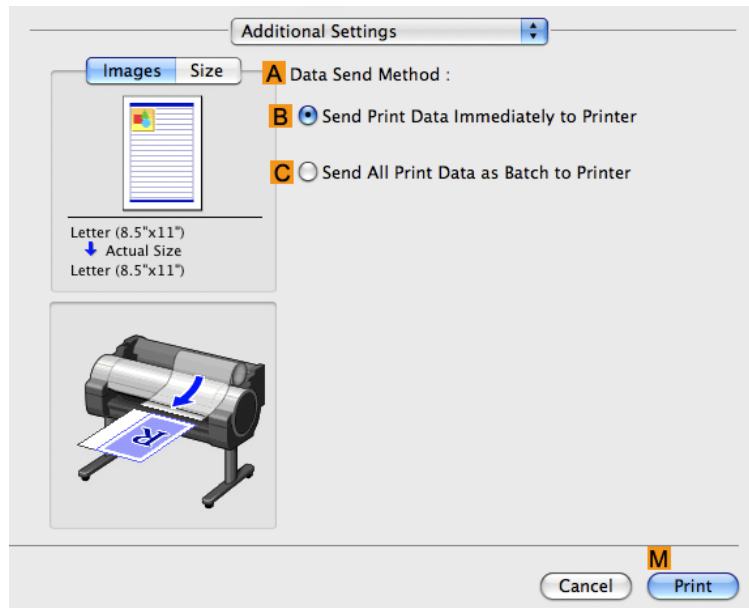 Additional Settings
Images Size
A Data Send Method :
B Send Print Data Immediately to Printer
C Send All Print Data as Batch to Printer
Letter (8.5"x11")
Actual Size
Letter (8.5"x11")
R
M
Cancel Print